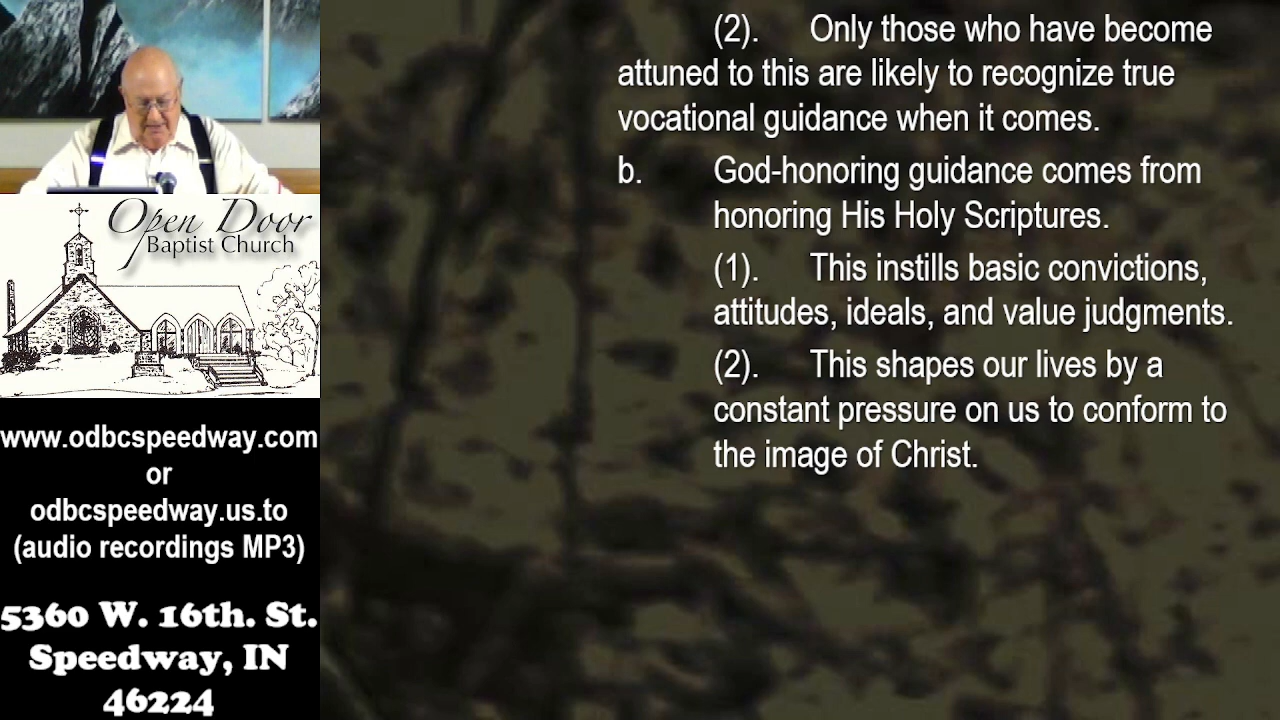 Open Door
Baptist Church
www.odbcspeedway.com
or
odbcspeedway.us.to
(audio recordings MP3)
5360 W. 16th. St.
Speedway, IN
46224
(2). Only those who have become
attuned to this are likely to recognize true
vocational guidance when it comes.
b. God-honoring guidance comes from
honoring His Holy Scriptures.
(1). This instills basic convictions,
attitudes, ideals, and value judgments.
(2). This shapes our lives by a
constant pressure on us to conform to
the image of Christ.